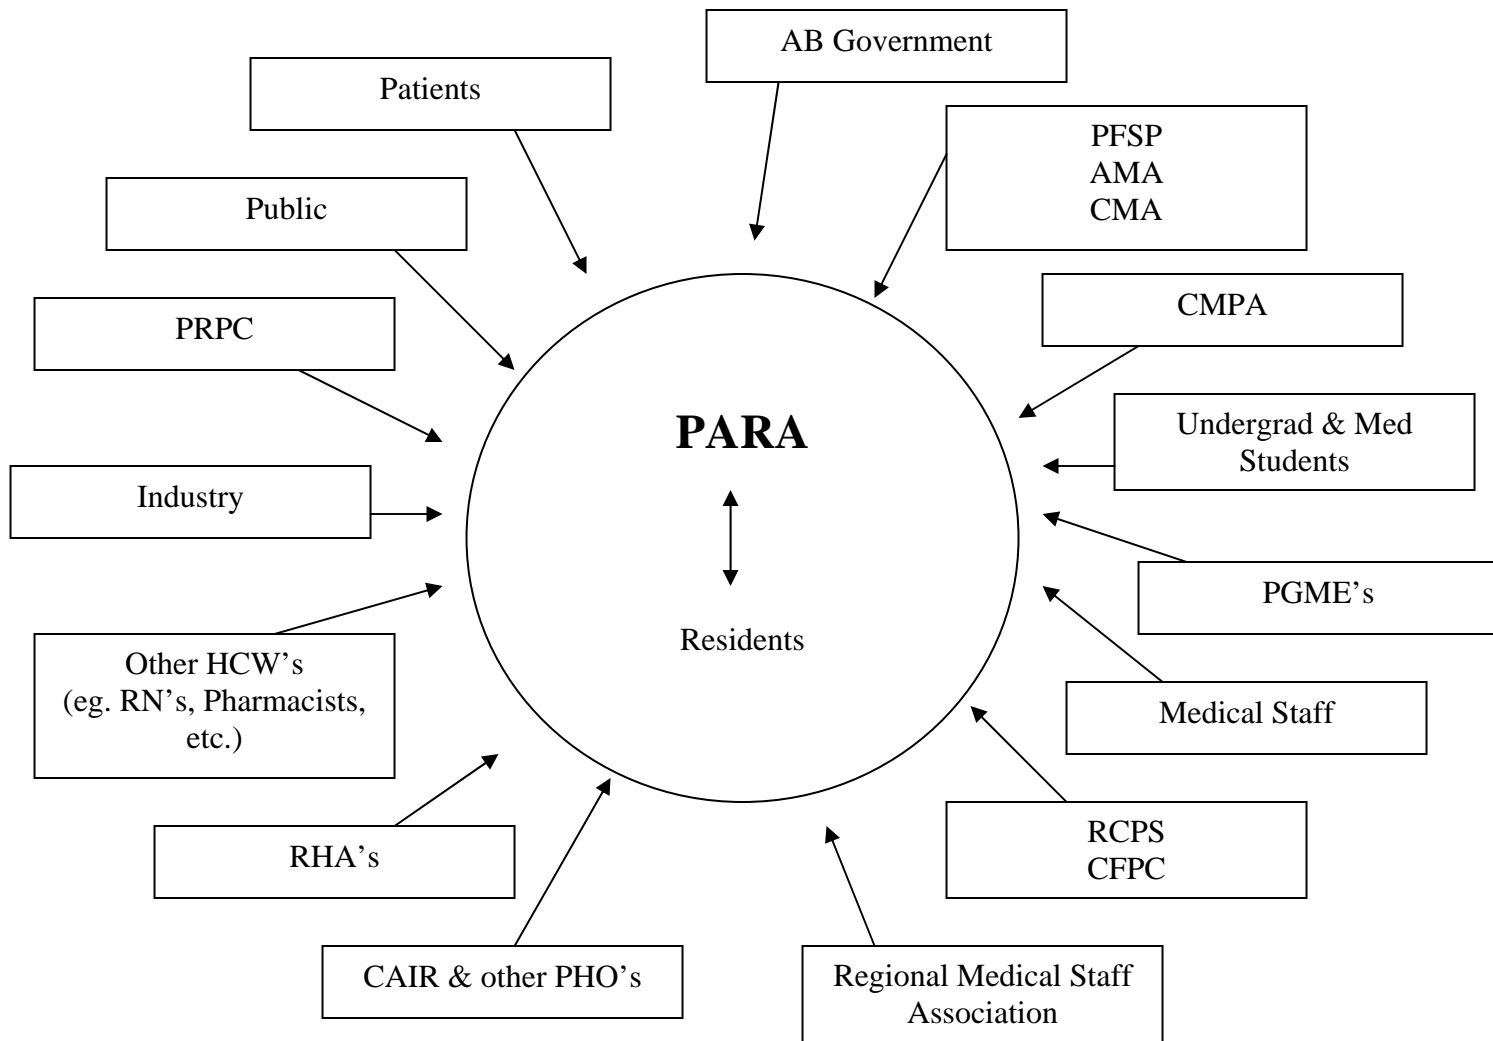 AB Government
Patients
PFSP
AMA
CMA
Public
CMPA
PRPC
Undergrad & Med
Students
PARA
Industry
PGME’s
Residents
Other HCW’s
(eg. RN’s, Pharmacists,
etc.)
Medical Staff
RHA’s
RCPS
CFPC
CAIR & other PHO’s
Regional Medical Staff
Association